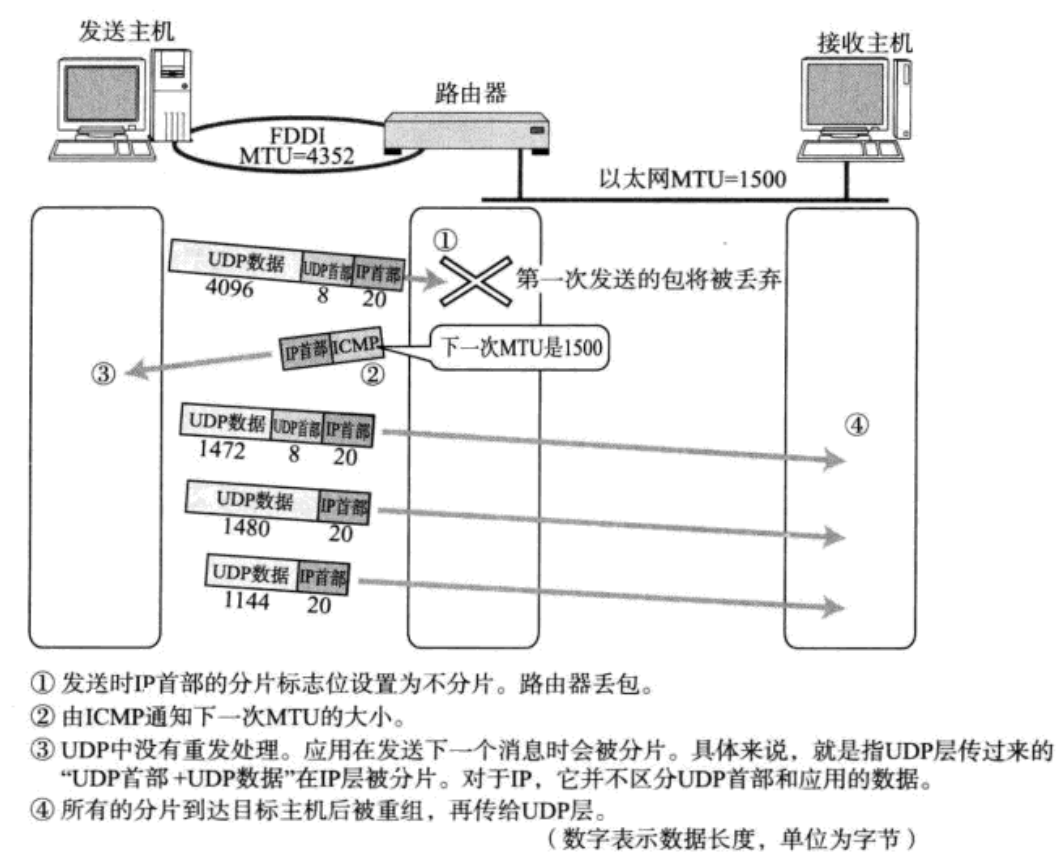 发送主机
接收主机
路由器
FDDI
MTU=4352
以太网MTU=1500
①
UDP数据 UDP首部 IP首部
4096 8 20
第一次发送的包将被丢弃
IP首部 ICMP
下一次MTU是1500
②
③
UDP数据 UDP首部 IP首部
1472 8 20
④
UDP数据 IP首部
1480 20
UDP数据 IP首部
1144 20
① 发送时IP首部的分片标志位设置为不分片。路由器丢包。
② 由ICMP通知下一次MTU的大小。
③ UDP中没有重发处理。应用在发送下一个消息时会被分片。具体来说，就是指UDP层传过来的
“UDP首部+UDP数据”在IP层被分片。对于IP，它并不区分UDP首部和应用的数据。
④ 所有的分片到达目标主机后被重组，再传给UDP层。
（数字表示数据长度，单位为字节）